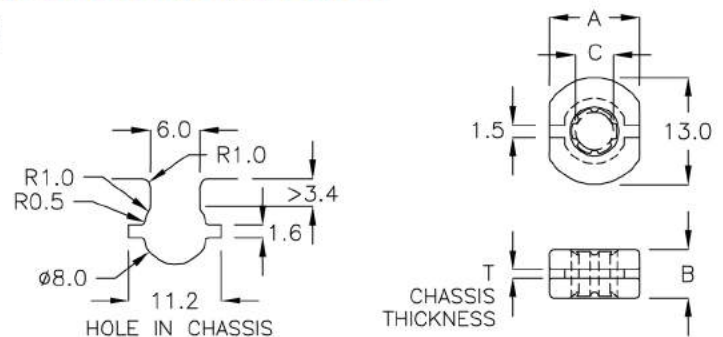 6.0
R1.0
R1.0
R0.5
>3.4
1.6
ø8.0
11.2
HOLE IN CHASSIS
A
C
1.5
13.0
T
B
CHASSIS
THICKNESS